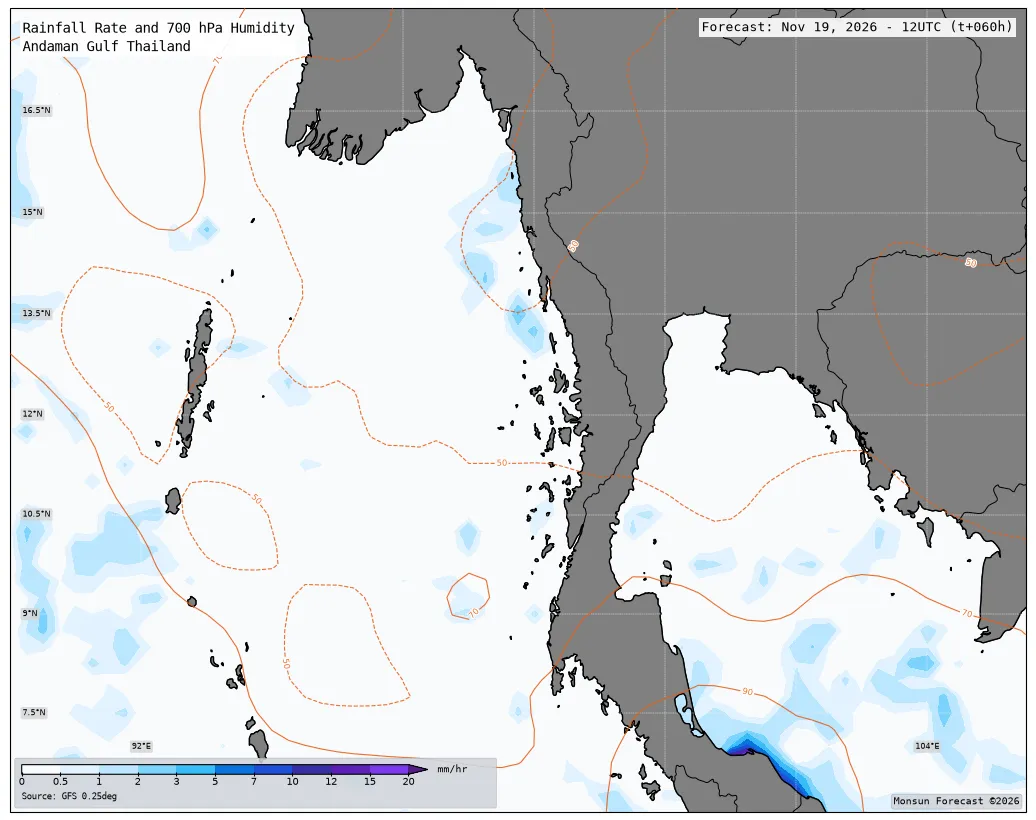 Rainfall Rate and 700 hPa Humidity
Andaman Gulf Thailand
Forecast: Nov 19, 2026 - 12UTC (t+060h)
70
16.5°N
15°N
50
50
13.5°N
12°N
50
50
50
10.5°N
9°N
70
70
50
90
7.5°N
92°E
104°E
0 0.5 1 2 3 5 7 10 12 15 20 mm/hr
Source: GFS 0.25deg
Monsun Forecast ©2026